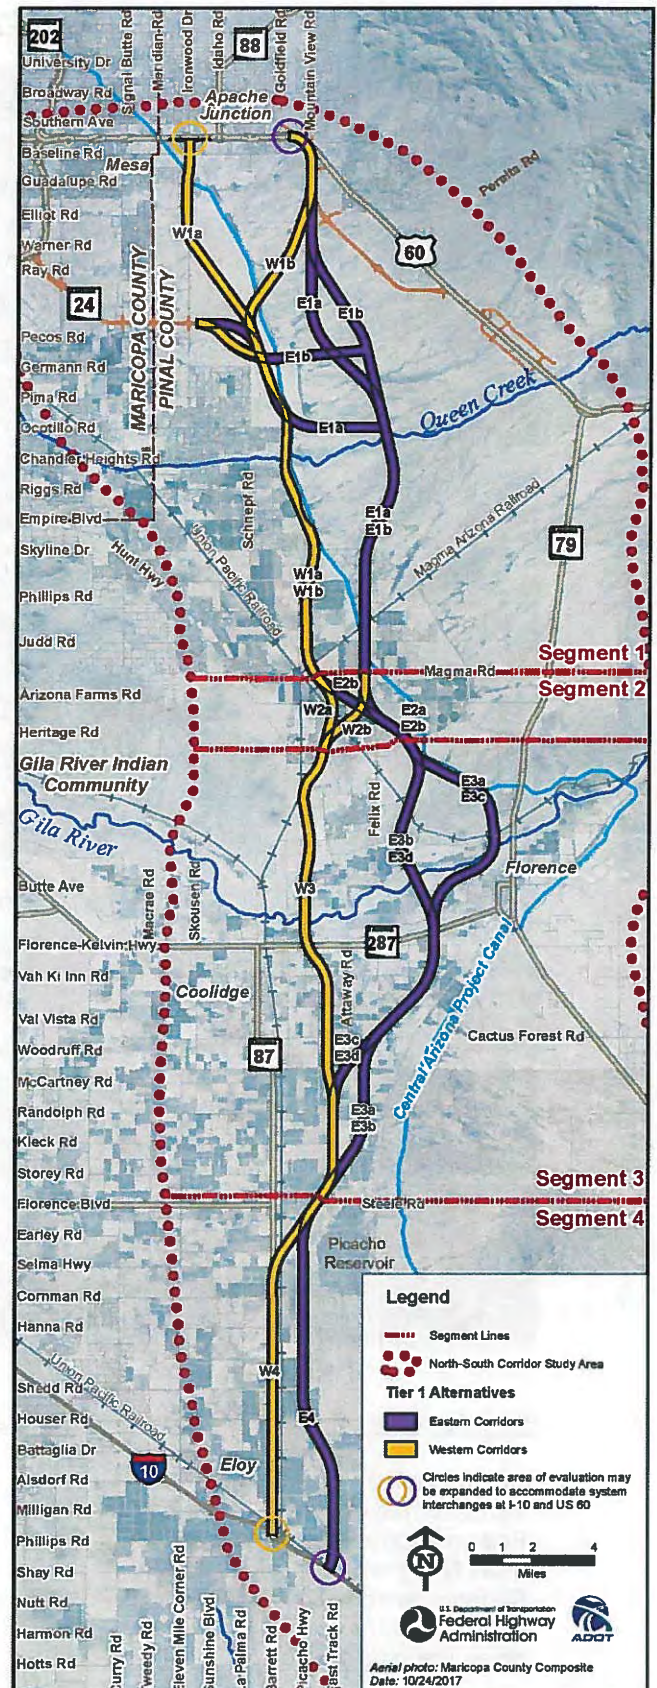 202
88
University Dr
Signal Butte Rd
Meridian Rd
Ironwood Dr
Idaho Rd
Goldfield Rd
Mountain View Rd
Broadway Rd
Apache
Junction
Southern Ave
Baseline Rd
Mesa
Guadalupe Rd
Peralta Rd
Elliot Rd
W1a
Warner Rd
60
Ray Rd
W1b
24
E1a
E1b
MARICOPA COUNTY
PINAL COUNTY
Pecos Rd
E1b
Germann Rd
Queen Creek
Pima Rd
Ocotillo Rd
E1a
Chandler Heights Rd
Riggs Rd
Schnepf Rd
E1a
E1b
Magma Arizona Railroad
Empire Blvd
Union Pacific Railroad
79
Skyline Dr
Hunt Hwy
W1a
W1b
Phillips Rd
Judd Rd
Segment 1
Magma Rd
Segment 2
E2b
Arizona Farms Rd
W2a
E2a
E2b
W2b
Heritage Rd
Gila River Indian
Community
E3a
E3c
Felix Rd
Gila River
E3b
E3d
Florence
Butte Ave
Macrae Rd
Skousen Rd
W3
Florence-Kelvin Hwy
287
Vah Ki Inn Rd
Coolidge
Attaway Rd
Central Arizona Project Canal
Val Vista Rd
Cactus Forest Rd
Woodruff Rd
87
E3c
E3d
McCartney Rd
Randolph Rd
E3a
E3b
Kleck Rd
Storey Rd
Segment 3
Florence Blvd
Steele Rd
Segment 4
Earley Rd
Picacho
Reservoir
Selma Hwy
Cornman Rd
Hanna Rd
Union Pacific Railroad
W4
Shedd Rd
Houser Rd
E4
Battaglia Dr
10
Eloy
Alsdorf Rd
Milligan Rd
Phillips Rd
Shay Rd
Nutt Rd
Harmon Rd
Hotts Rd
Eleven Mile Corner Rd
Sunshine Blvd
La Palma Rd
Barrett Rd
Picacho Hwy
Legend
Segment Lines
North-South Corridor Study Area
Tier 1 Alternatives
Eastern Corridors
Western Corridors
Circles indicate area of evaluation may
be expanded to accommodate system
interchanges at I-10 and US 60
N
0 1 2 4
Miles
U.S. Department of Transportation
Federal Highway
Administration
ADOT
Aerial photo: Maricopa County Composite
Date: 10/24/2017